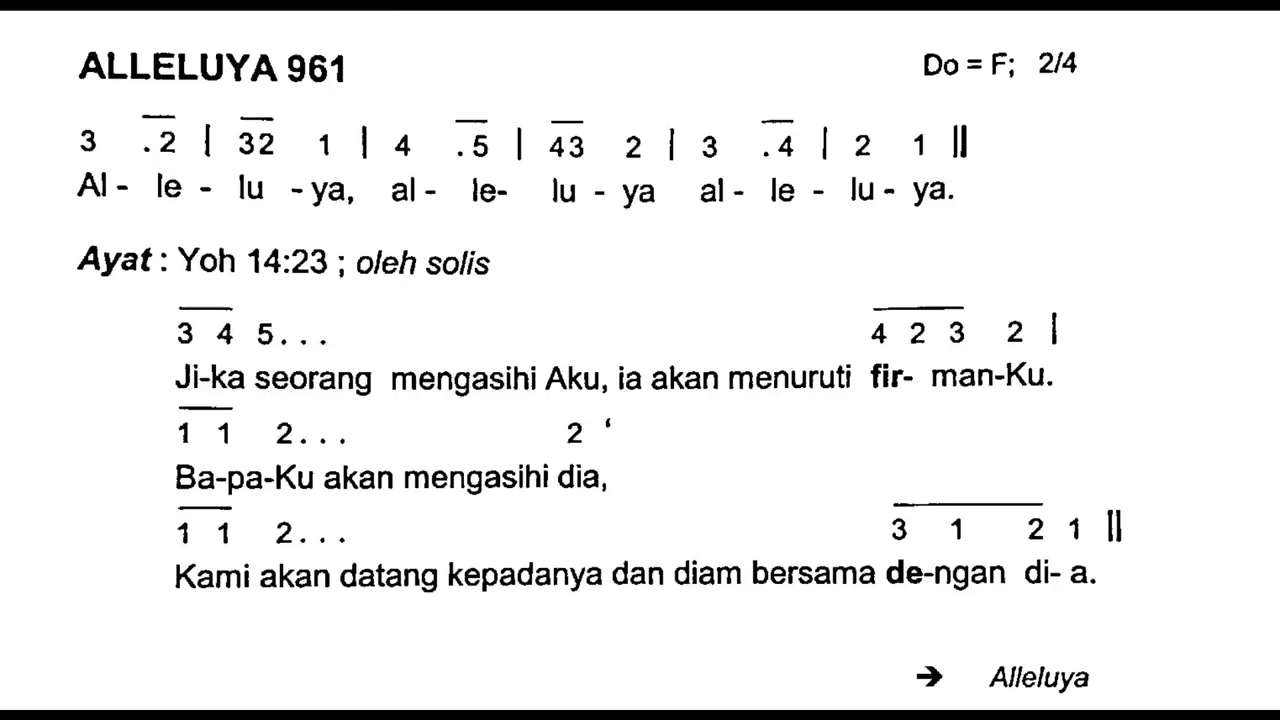 ALLELUYA 961 Do = F; 2/4
3 .2 | 32 1 | 4 .5 | 43 2 | 3 .4 | 2 1 ||
Al - le - lu - ya, al - le- lu - ya al - le - lu - ya.
Ayat : Yoh 14:23 ; oleh solis
3 4 5... 4 2 3 2 |
Ji-ka seorang mengasihi Aku, ia akan menuruti fir- man-Ku.
1 1 2... 2 ‘
Ba-pa-Ku akan mengasihi dia,
1 1 2... 3 1 2 1 ||
Kami akan datang kepadanya dan diam bersama de-ngan di- a.
→ Alleluya